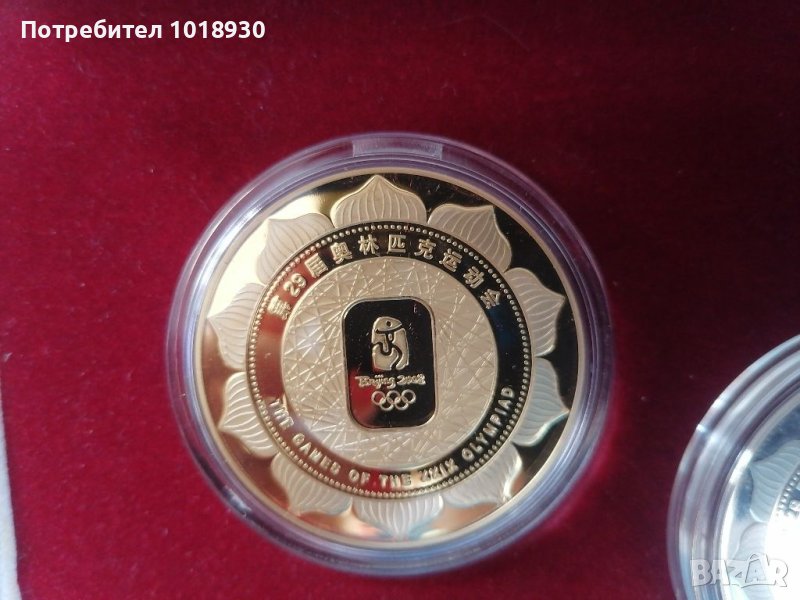 Потребител 1018930
第29届奥林匹克运动会
Beijing 2008
THE GAMES OF THE XXIX OLYMPIAD
BAZAR